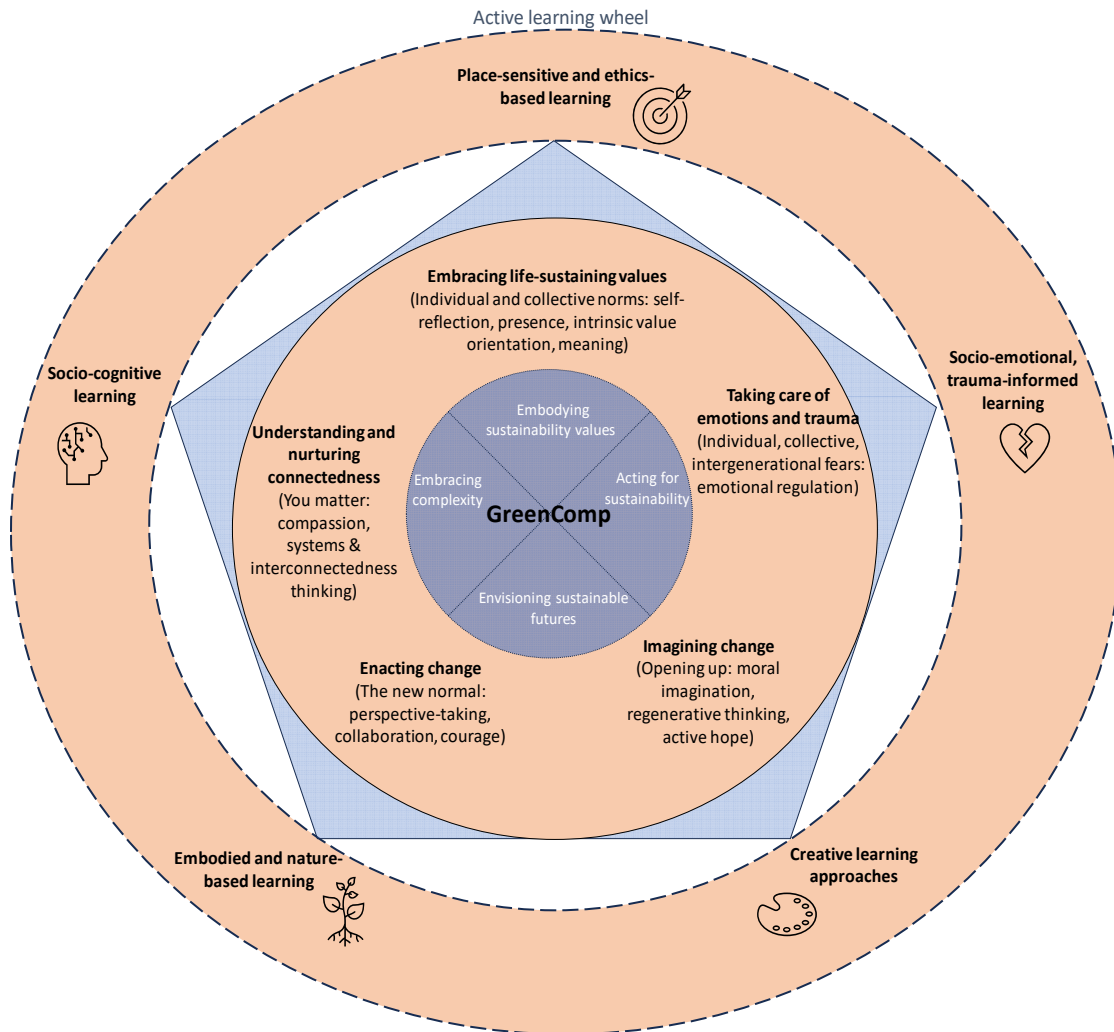 Active learning wheel
Place-sensitive and ethics-
based learning
Embracing life-sustaining values
(Individual and collective norms: self-
reflection, presence, intrinsic value
orientation, meaning)
Socio-cognitive
learning
Socio-emotional,
trauma-informed
learning
Taking care of
emotions and trauma
(Individual, collective,
intergenerational fears:
emotional regulation)
Understanding and
nurturing
connectedness
(You matter:
compassion,
systems &
interconnectedness
thinking)
Embodying
sustainability values
Embracing
complexity
Acting for
sustainability
GreenComp
Envisioning sustainable
futures
Enacting change
(The new normal:
perspective-taking,
collaboration, courage)
Imagining change
(Opening up: moral
imagination,
regenerative thinking,
active hope)
Embodied and nature-
based learning
Creative learning
approaches